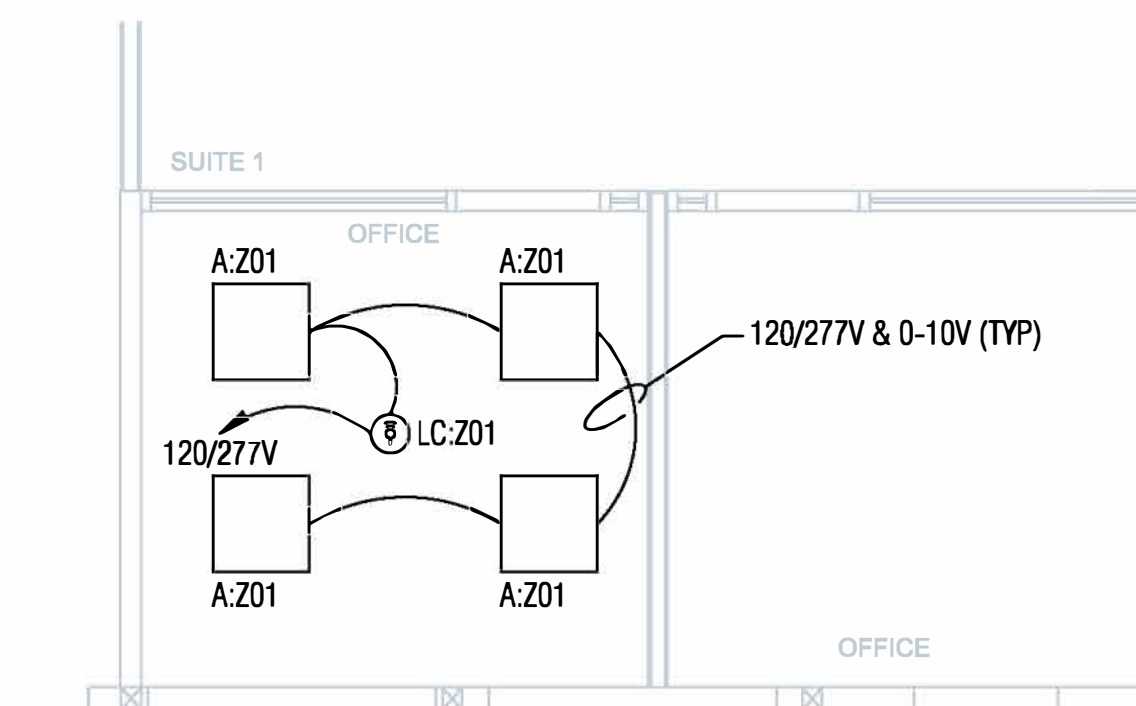 SUITE 1
OFFICE
A:Z01
A:Z01
120/277V & 0-10V (TYP)
LC:Z01
120/277V
A:Z01
A:Z01
OFFICE